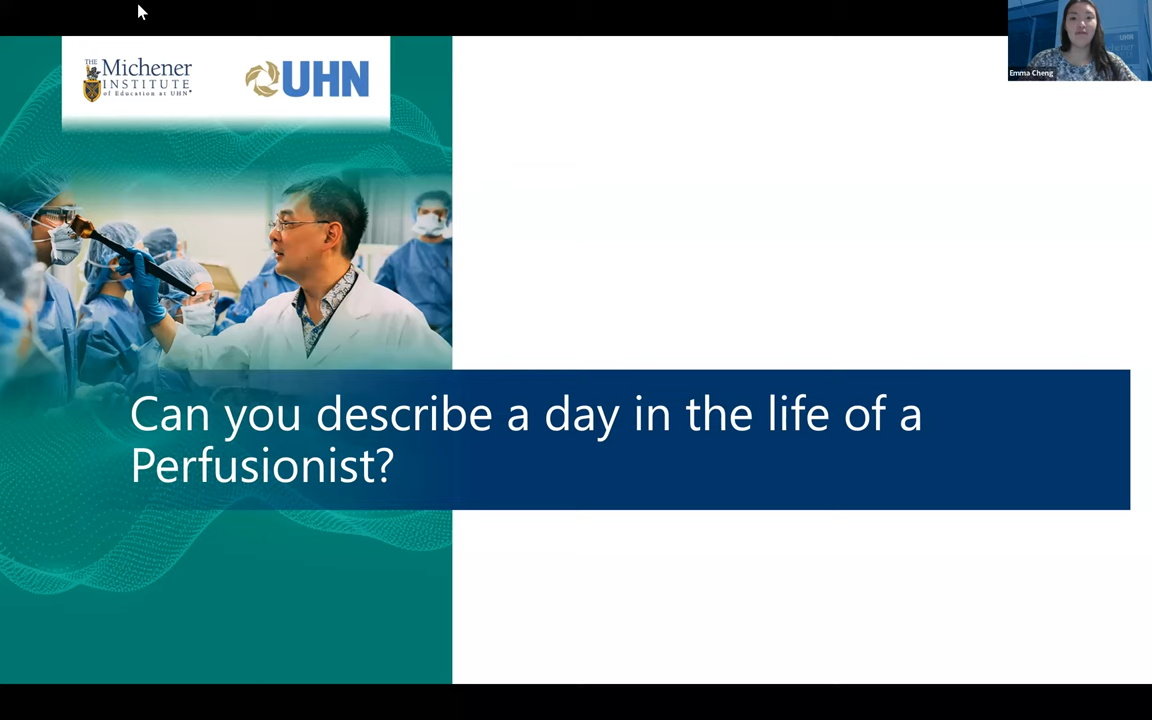 THE
Michener
INSTITUTE
of Education at UHN
UHN
Emma Cheng
Can you describe a day in the life of a
Perfusionist?